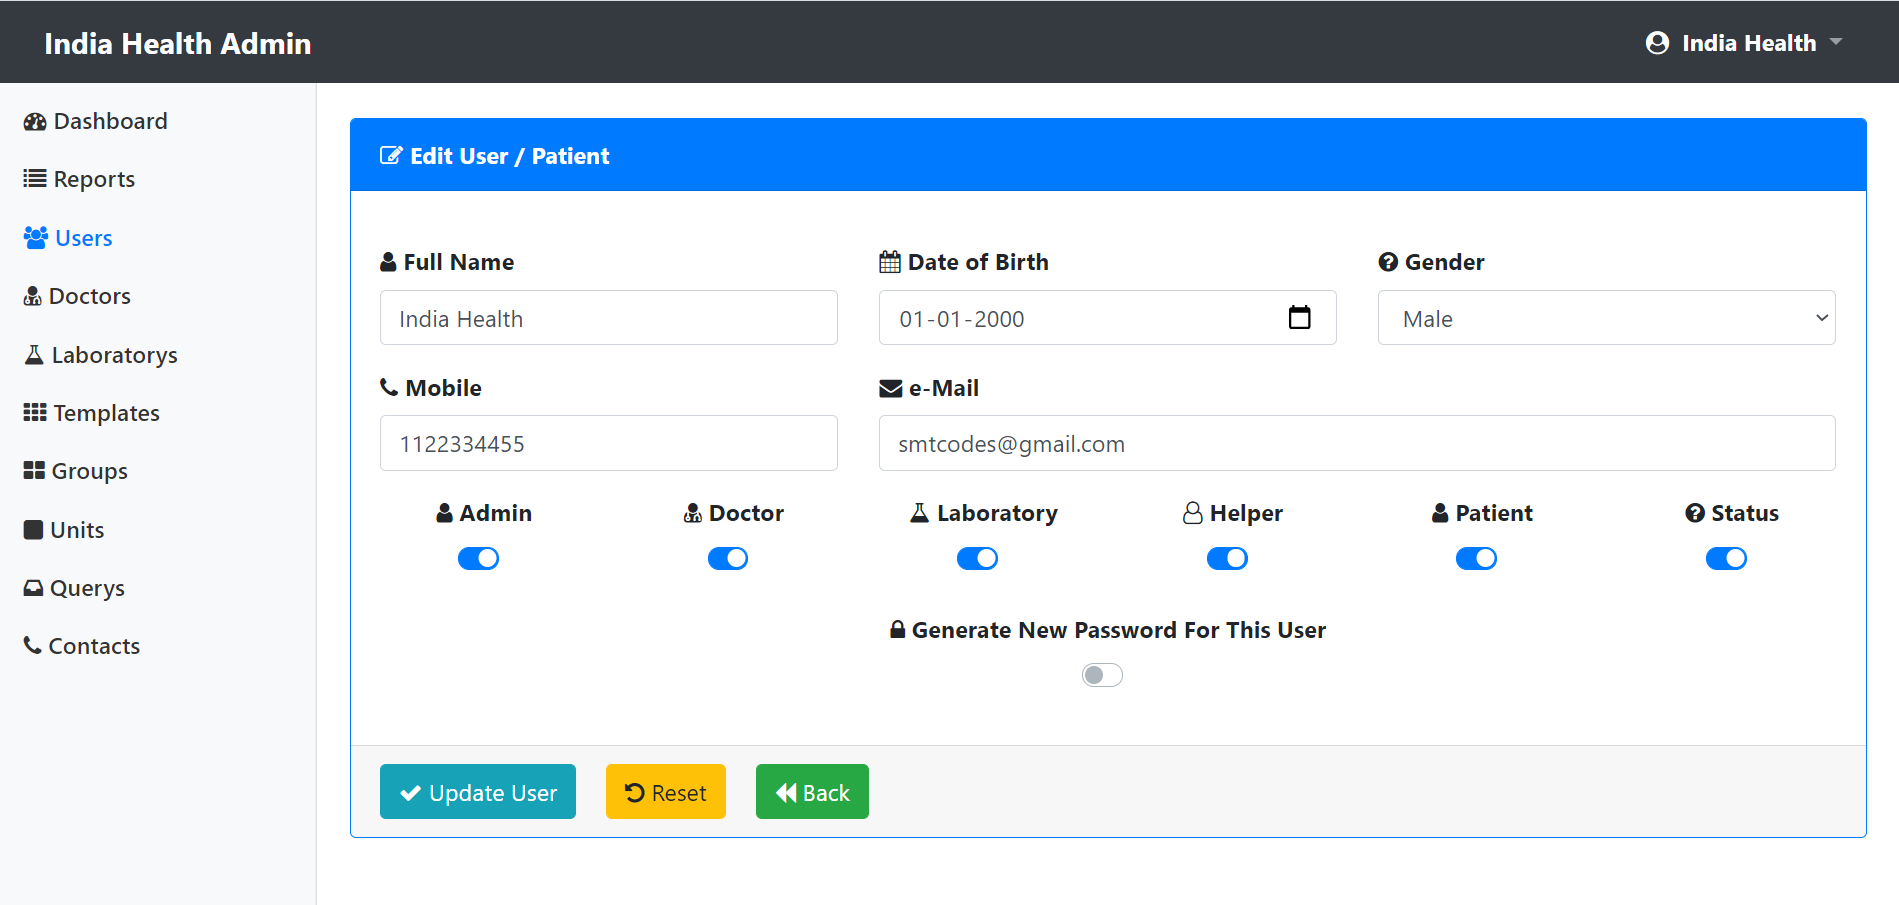 India Health Admin
India Health
Dashboard
Reports
Users
Doctors
Laboratorys
Templates
Groups
Units
Querys
Contacts
Edit User / Patient
Full Name
Date of Birth
Gender
India Health
01-01-2000
Male
Mobile
e-Mail
1122334455
smtcodes@gmail.com
Admin
Doctor
Laboratory
Helper
Patient
Status
Generate New Password For This User
Update User
Reset
Back